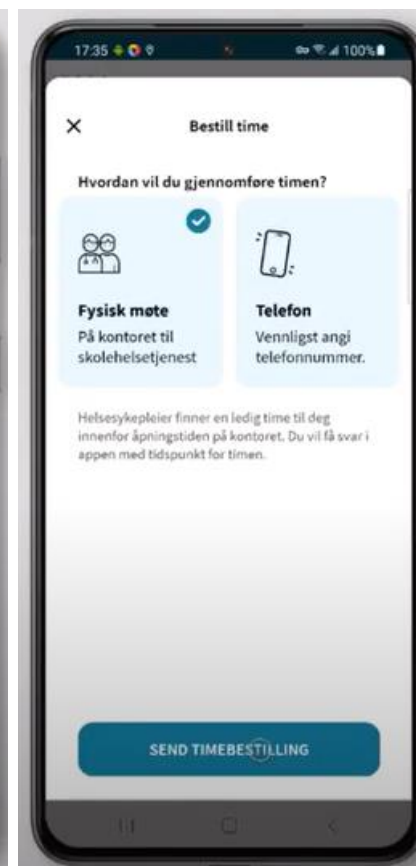 17:35
100%
Bestill time
Hvordan vil du gjennomføre timen?
Fysisk møte
På kontoret til
skolehelsetjenest
Telefon
Vennligst angi
telefonnummer.
Helsesykepleier finner en ledig time til deg
innenfor åpningstiden på kontoret. Du vil få svar i
appen med tidspunkt for timen.
SEND TIMEBESTILLING